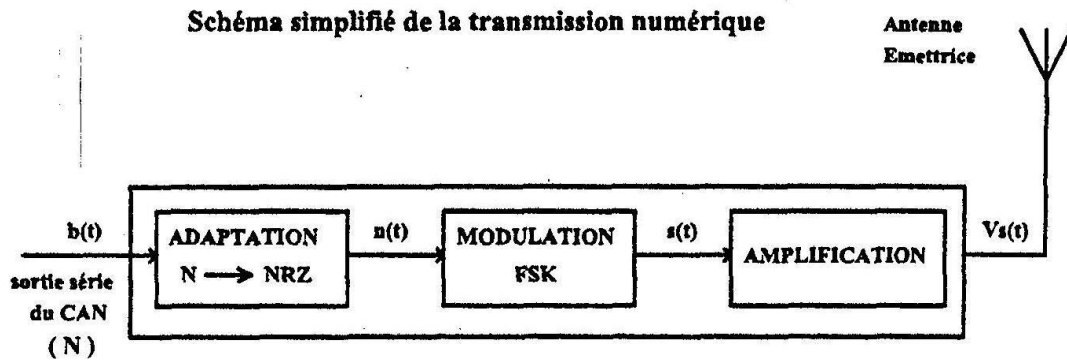 Schéma simplifié de la transmission numérique
Antenne
Emettrice
b(t)
ADAPTATION
N → NRZ
n(t)
MODULATION
FSK
s(t)
AMPLIFICATION
Vs(t)
sortie série
du CAN
( N )